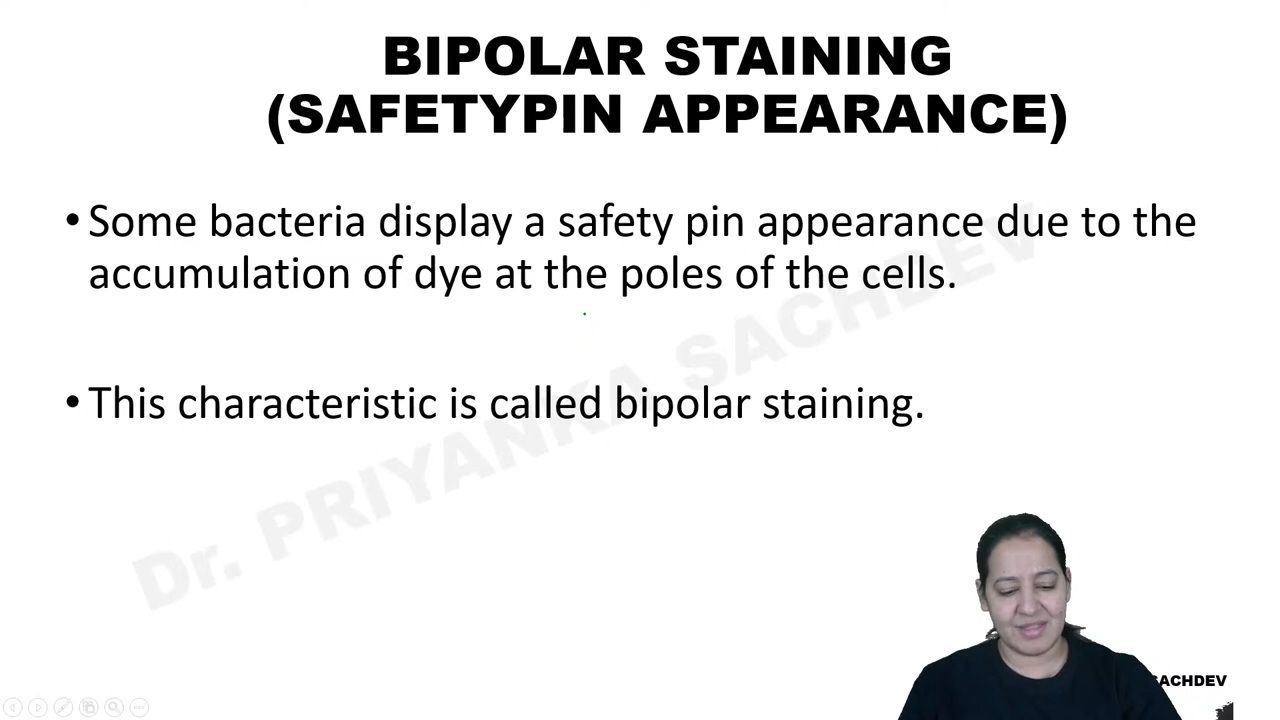 BIPOLAR STAINING
(SAFETYPIN APPEARANCE)
• Some bacteria display a safety pin appearance due to the
accumulation of dye at the poles of the cells.
• This characteristic is called bipolar staining.
Dr. PRIYANKA SACHDEV
SACHDEV